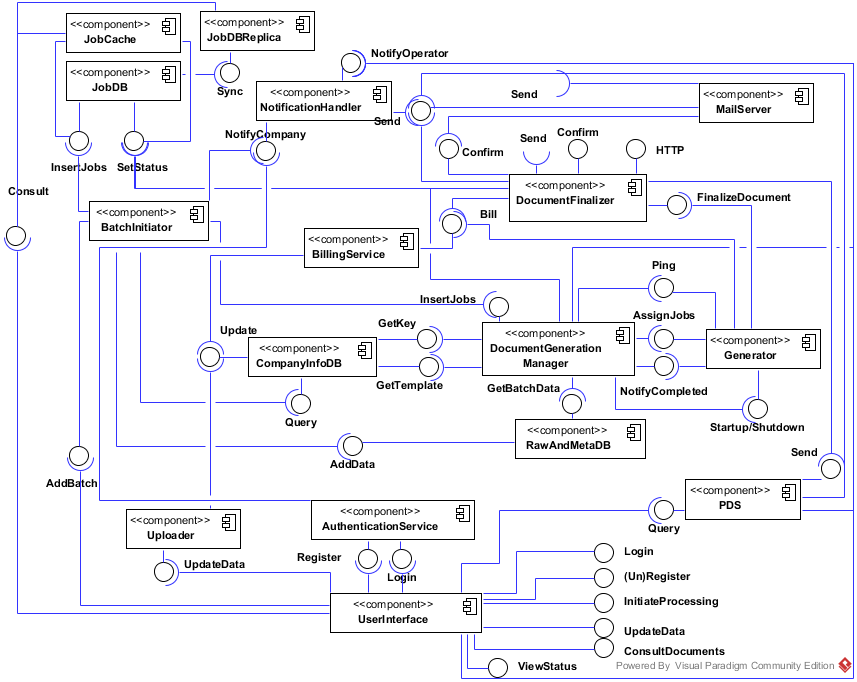 <<component>>
JobCache
<<component>>
JobDBReplica
NotifyOperator
<<component>>
JobDB
Sync
<<component>>
NotificationHandler
Send
Send
<<component>>
MailServer
NotifyCompany
InsertJobs
SetStatus
Confirm
Send
Confirm
HTTP
Consult
<<component>>
DocumentFinalizer
FinalizeDocument
<<component>>
BatchInitiator
Bill
<<component>>
BillingService
Ping
InsertJobs
AssignJobs
Update
GetKey
<<component>>
CompanyInfoDB
<<component>>
DocumentGeneration
Manager
<<component>>
Generator
GetTemplate
GetBatchData
NotifyCompleted
Query
Startup/Shutdown
<<component>>
RawAndMetaDB
AddData
Send
AddBatch
<<component>>
PDS
<<component>>
Uploader
<<component>>
AuthenticationService
Query
Register
Login
UpdateData
Login
(Un)Register
<<component>>
UserInterface
InitiateProcessing
UpdateData
ConsultDocuments
ViewStatus
Powered By Visual Paradigm Community Edition